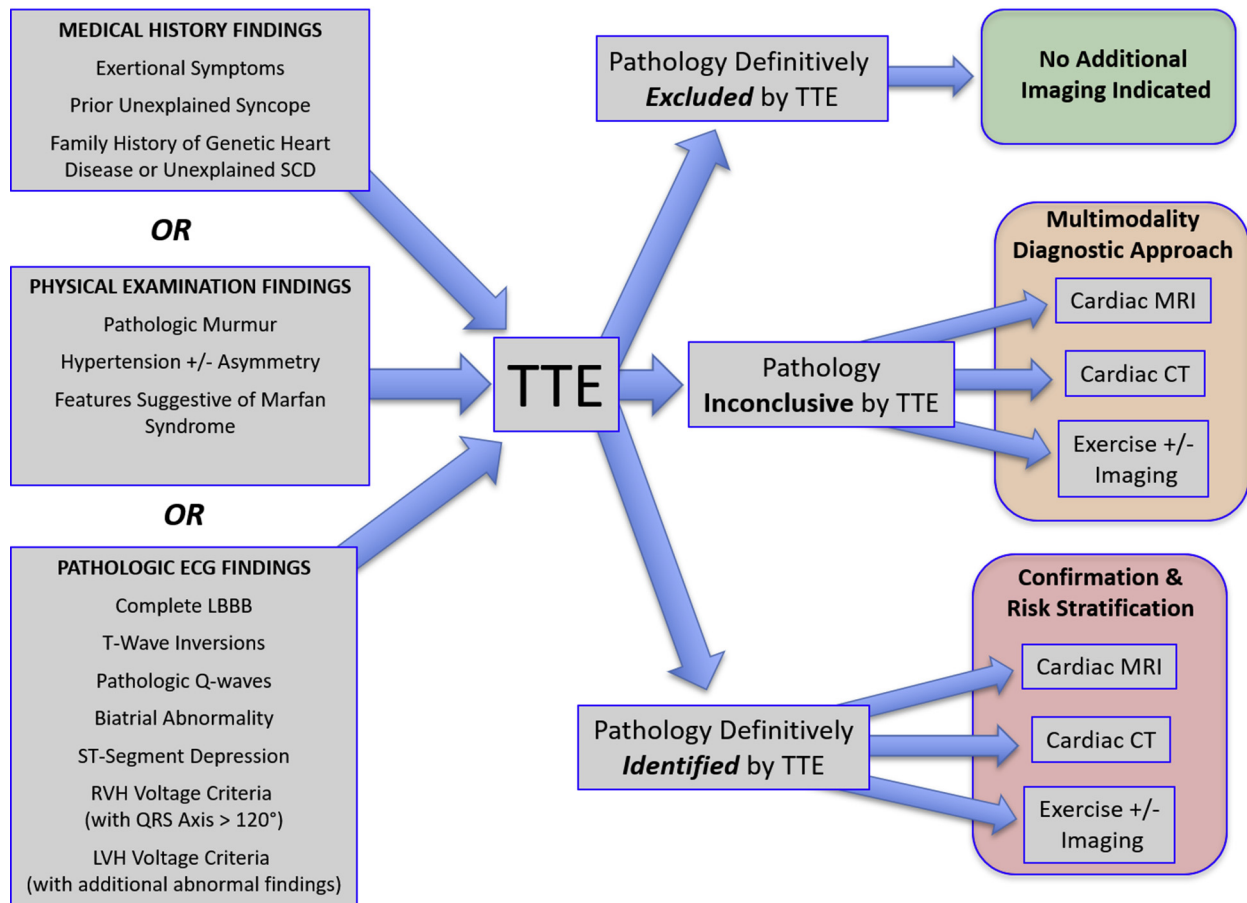 MEDICAL HISTORY FINDINGS
Exertional Symptoms
Prior Unexplained Syncope
Family History of Genetic Heart
Disease or Unexplained SCD
OR
PHYSICAL EXAMINATION FINDINGS
Pathologic Murmur
Hypertension +/- Asymmetry
Features Suggestive of Marfan
Syndrome
OR
PATHOLOGIC ECG FINDINGS
Complete LBBB
T-Wave Inversions
Pathologic Q-waves
Biatrial Abnormality
ST-Segment Depression
RVH Voltage Criteria
(with QRS Axis > 120°)
LVH Voltage Criteria
(with additional abnormal findings)
TTE
Pathology Definitively
Excluded by TTE
No Additional
Imaging Indicated
Pathology
Inconclusive by TTE
Multimodality
Diagnostic Approach
Cardiac MRI
Cardiac CT
Exercise +/-
Imaging
Pathology Definitively
Identified by TTE
Confirmation &
Risk Stratification
Cardiac MRI
Cardiac CT
Exercise +/-
Imaging